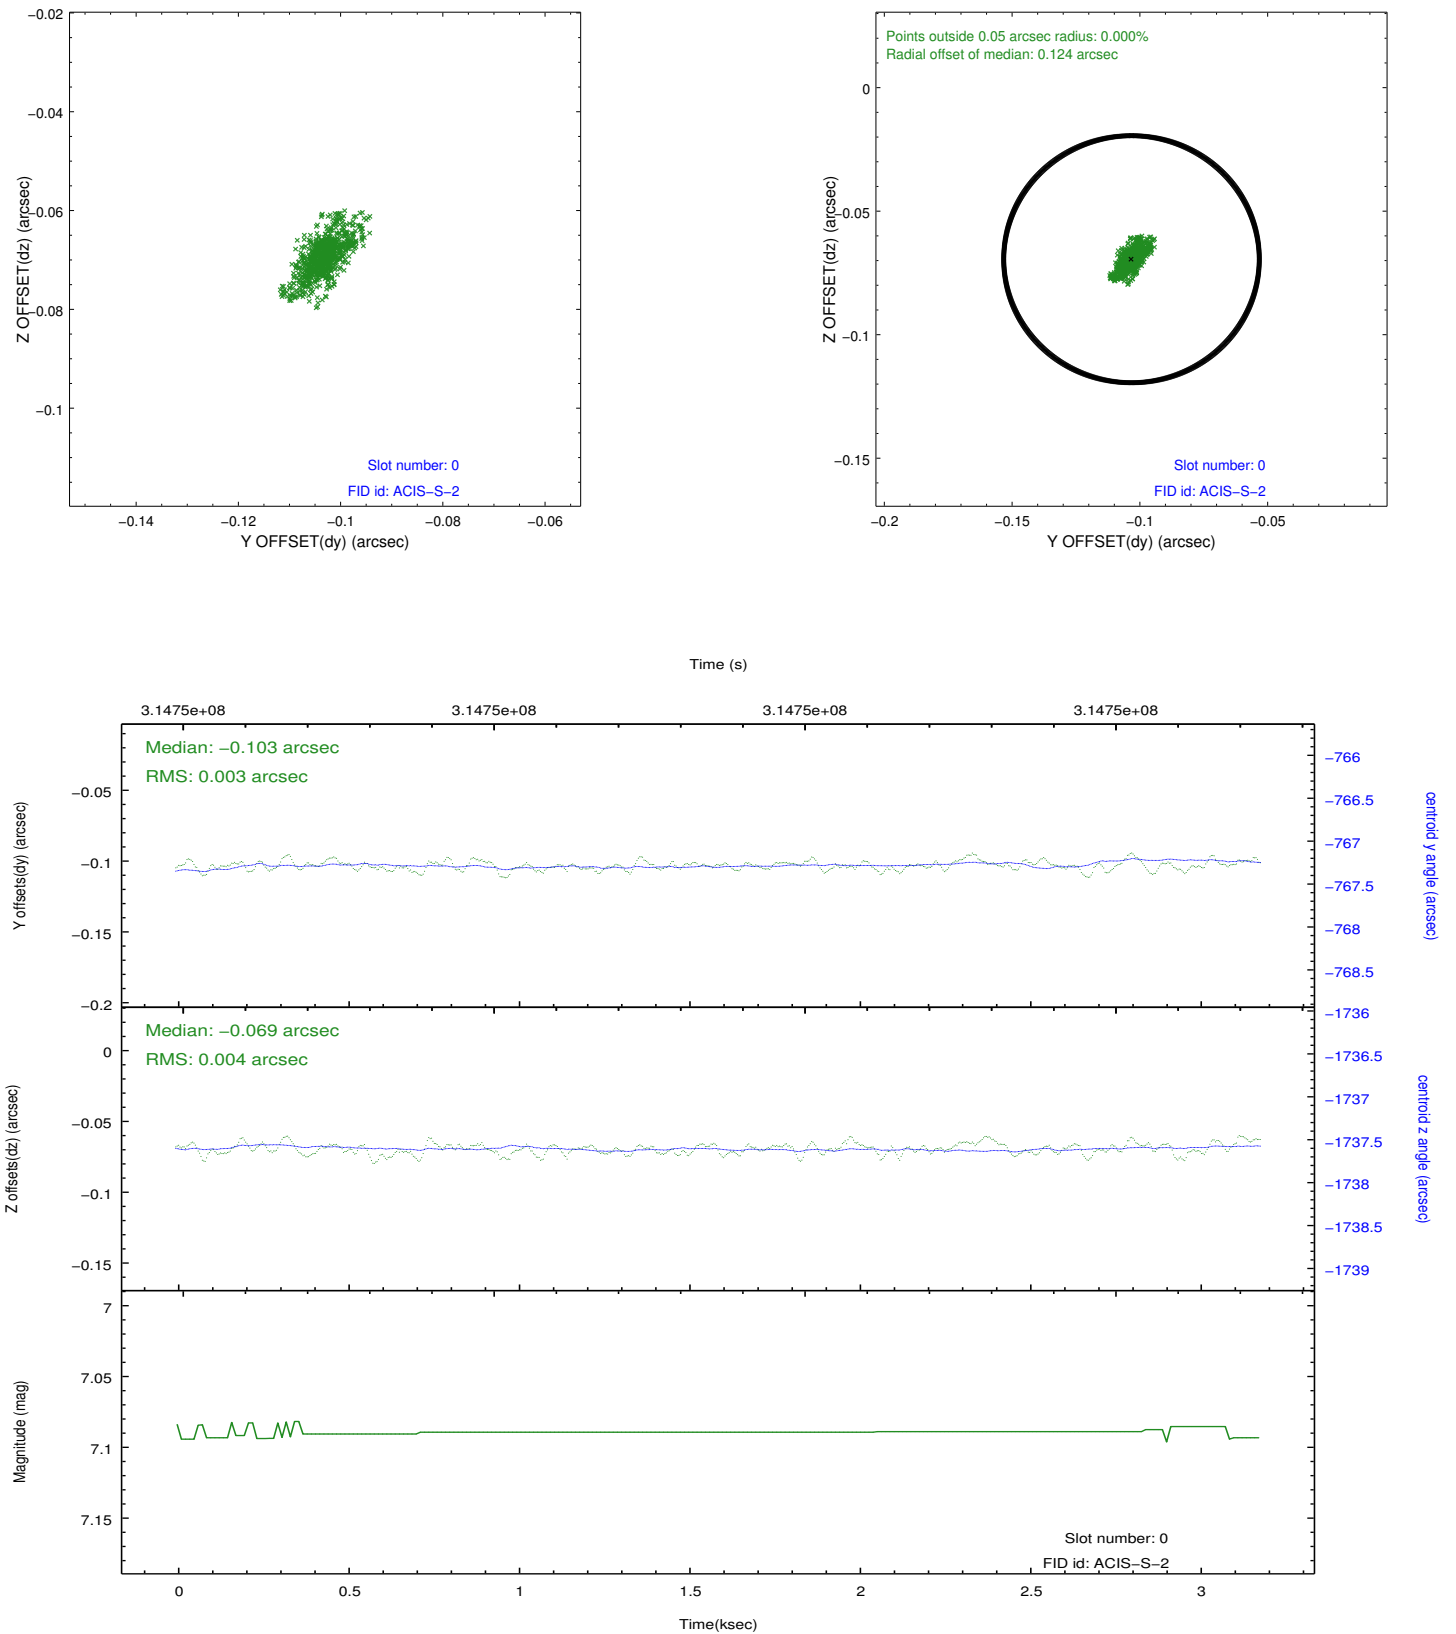 −0.02
−0.04
−0.06
−0.08
−0.1
Z OFFSET(dz) (arcsec)
Slot number: 0
FID id: ACIS−S−2
−0.14
−0.12
−0.1
−0.08
−0.06
Y OFFSET(dy) (arcsec)
Points outside 0.05 arcsec radius: 0.000%
Radial offset of median: 0.124 arcsec
0
−0.05
−0.1
−0.15
Z OFFSET(dz) (arcsec)
Slot number: 0
FID id: ACIS−S−2
−0.2
−0.15
−0.1
−0.05
Y OFFSET(dy) (arcsec)
Time (s)
3.1475e+08
3.1475e+08
3.1475e+08
3.1475e+08
Median: −0.103 arcsec
RMS: 0.003 arcsec
−0.05
−0.1
−0.15
−0.2
Y offsets(dy) (arcsec)
−766
−766.5
−767
−767.5
−768
−768.5
centroid y angle (arcsec)
Median: −0.069 arcsec
RMS: 0.004 arcsec
0
−0.05
−0.1
−0.15
Z offsets(dz) (arcsec)
−1736
−1736.5
−1737
−1737.5
−1738
−1738.5
−1739
centroid z angle (arcsec)
7
7.05
7.1
7.15
Magnitude (mag)
Slot number: 0
FID id: ACIS−S−2
0
0.5
1
1.5
2
2.5
3
Time(ksec)